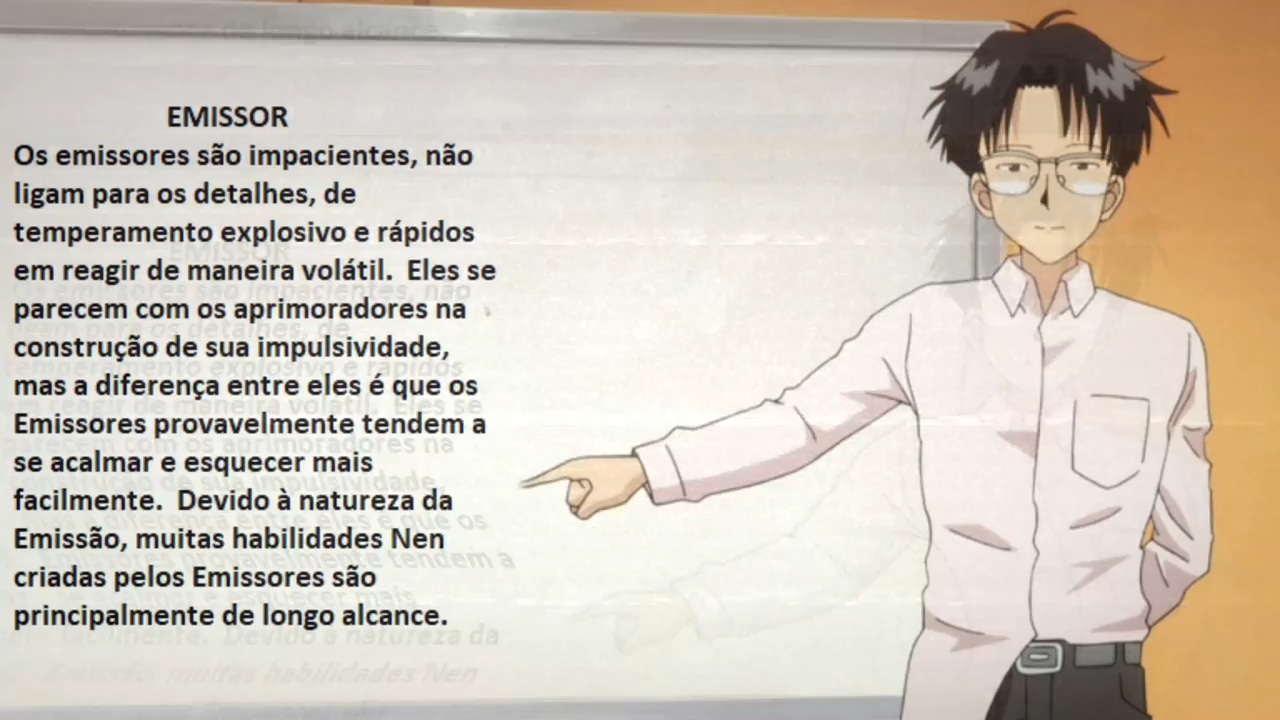 EMISSOR
Os emissores são impacientes, não
ligam para os detalhes, de
temperamento explosivo e rápidos
em reagir de maneira volátil.  Eles se
parecem com os aprimoradores na
construção de sua impulsividade,
mas a diferença entre eles é que os
Emissores provavelmente tendem a
se acalmar e esquecer mais
facilmente.  Devido à natureza da
Emissão, muitas habilidades Nen
criadas pelos Emissores são
principalmente de longo alcance.